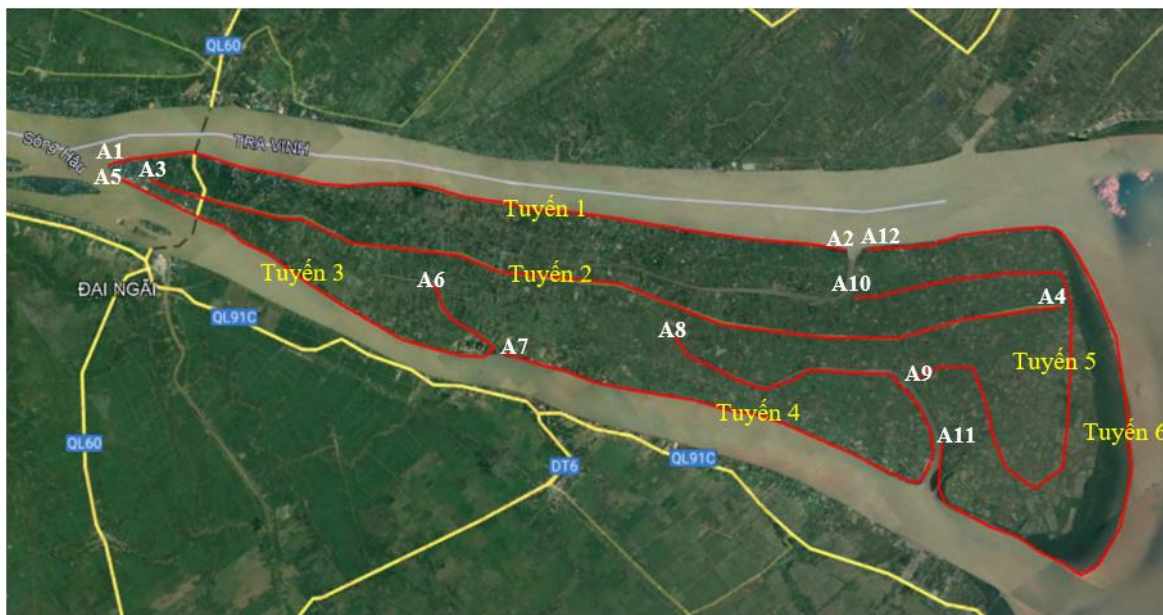 QL60
Sông Hậu
TRA VINH
A1
A3
A5
Tuyến 1
A2
A12
Tuyến 3
Tuyến 2
A6
A10
A4
ĐẠI NGÃI
QL91C
A8
A7
Tuyến 5
A9
Tuyến 4
Tuyến 6
A11
QL60
DT6
QL91C